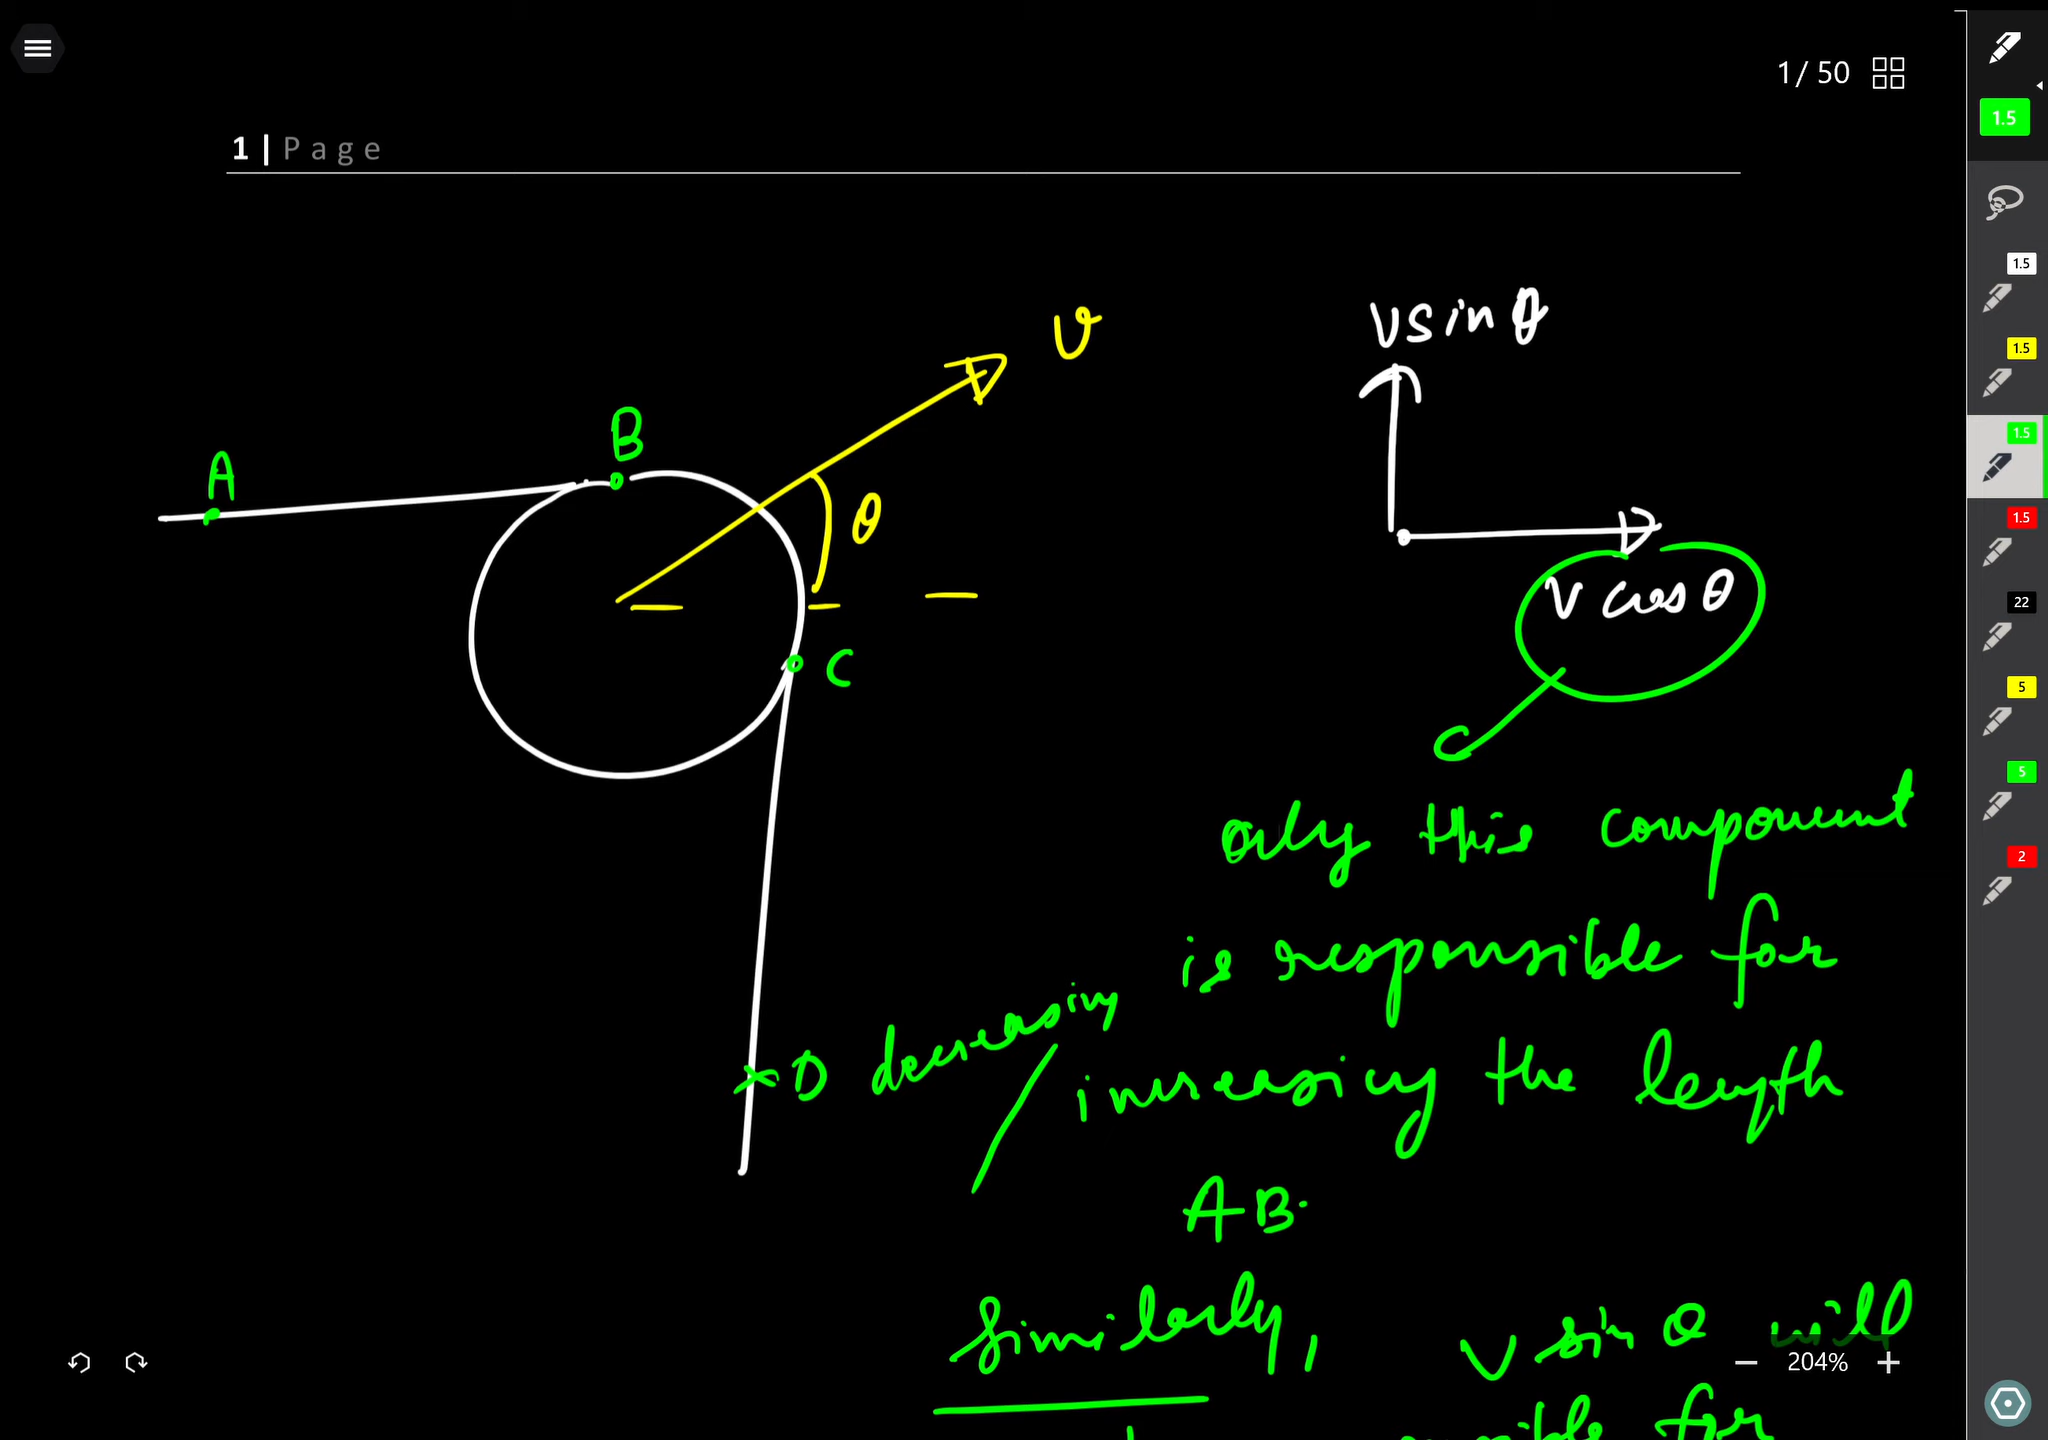 1/ 50
1.5
1 | Page
1.5
V sin θ
v
1.5
B
1.5
A
θ
1.5
V cos θ
22
C
5
5
only this component
2
is responsible for
D decreasing
increasing the length
AB.
Similarly, V sin θ will
204%
for